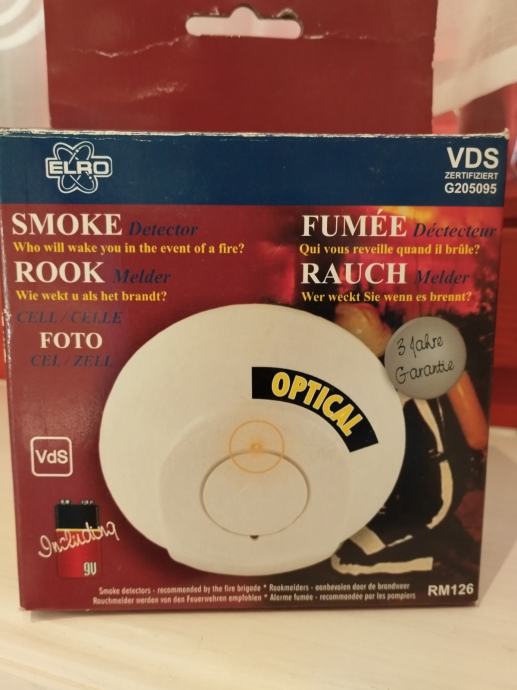 ELRO
VDS
ZERTIFIZIERT
G205095
SMOKE Detector
Who will wake you in the event of a fire?
FUMÉE Déctecteur
Qui vous reveille quand il brûle?
ROOK Melder
Wie wekt u als het brandt?
RAUCH Melder
Wer weckt Sie wenn es brennt?
CELL / CELLE
FOTO
CEL / ZELL
3 Jahre
Garantie
OPTICAL
VdS
Including
9V
Smoke detectors - recommended by the fire brigade * Rookmelders - aanbevolen door de brandweer
Rauchmelder werden von den Feuerwehren empfohlen * Alarme fumée - recommandée par les pompiers
RM126